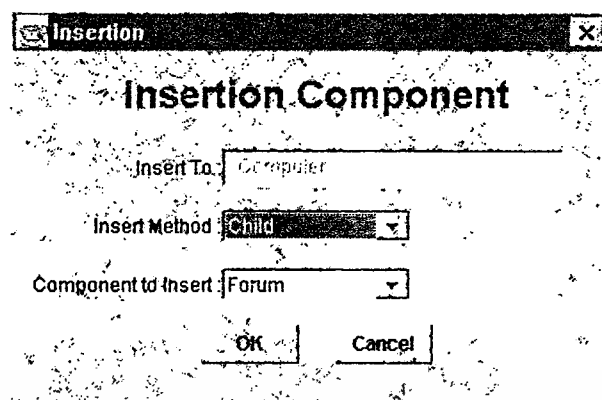 Insertion
Insertion Component
Insert To : Computer
Insert Method : Child
Component to Insert : Forum
OK Cancel